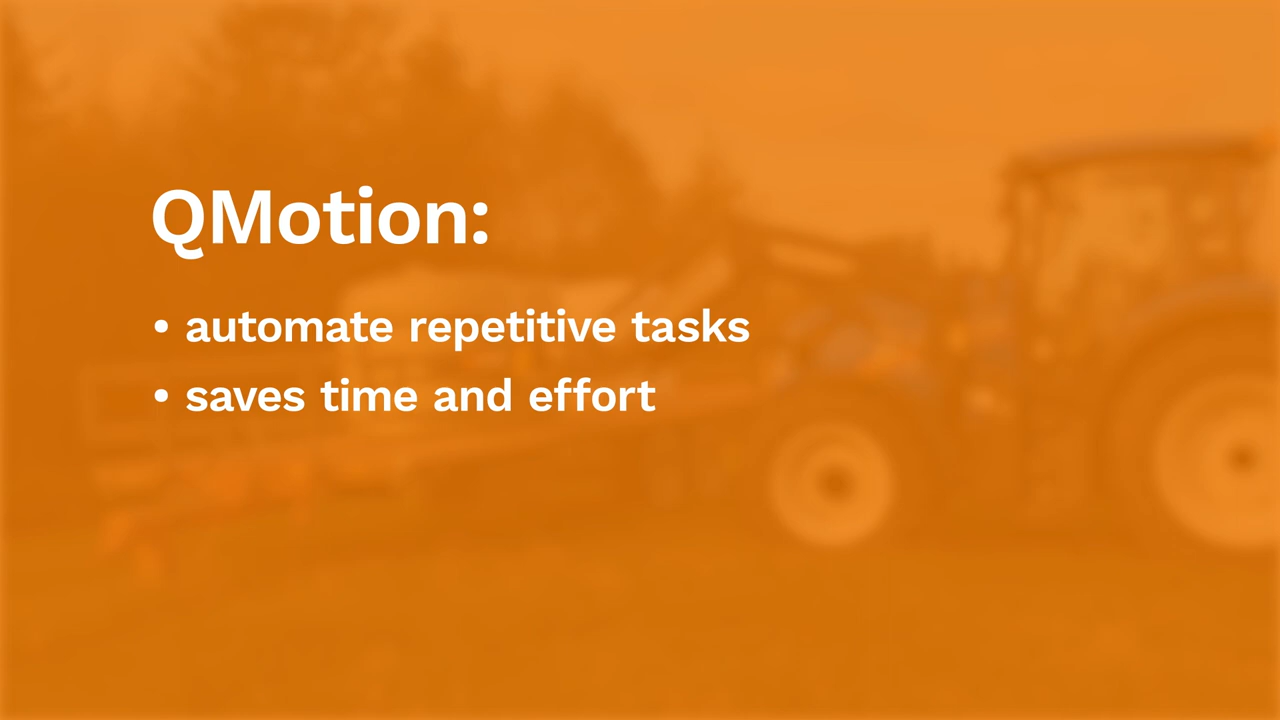 QMotion:
• automate repetitive tasks
• saves time and effort